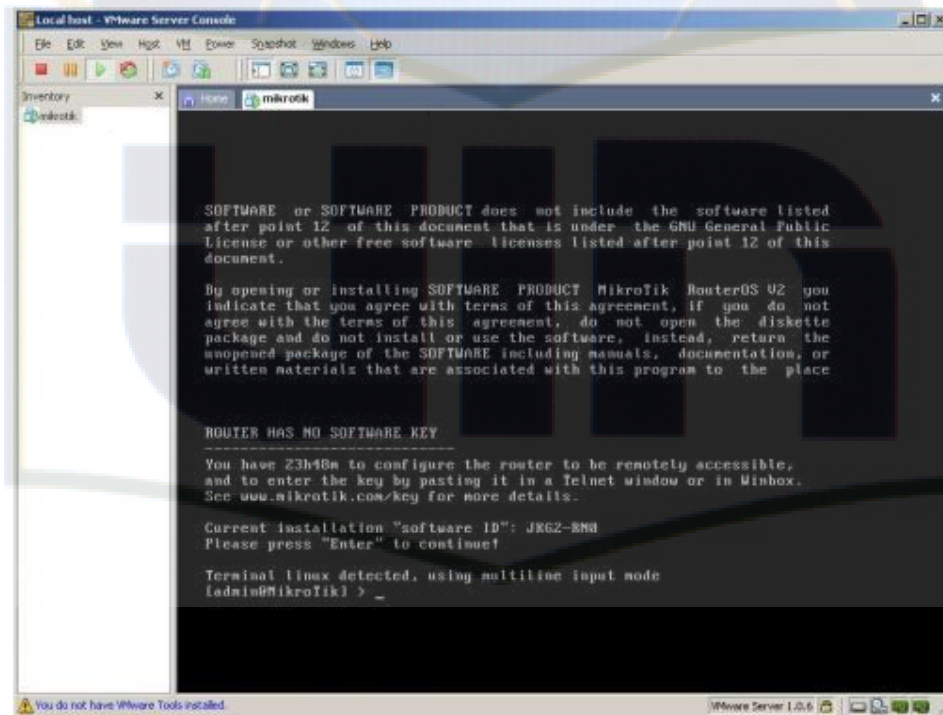 Local host - VMware Server Console
File Edit View Host VM Power Snapshot Windows Help
Inventory
mikrotik
Home mikrotik
SOFTWARE or SOFTWARE PRODUCT does not include the software listed
after point 12 of this document that is under the GNU General Public
License or other free software licenses listed after point 12 of this
document.
By opening or installing SOFTWARE PRODUCT MikroTik RouterOS V2 you
indicate that you agree with terms of this agreement, if you do not
agree with the terms of this agreement, do not open the diskette
package and do not install or use the software, instead, return the
unopened package of the SOFTWARE including manuals, documentation, or
written materials that are associated with this program to the place
ROUTER HAS NO SOFTWARE KEY
----------------------------
You have 23h48m to configure the router to be remotely accessible,
and to enter the key by pasting it in a Telnet window or in Winbox.
See www.mikrotik.com/key for more details.
Current installation "software ID":
Please press "Enter" to continue!
Terminal linux detected, using multiline input mode
[admin@MikroTik] > _
You do not have VMware Tools installed.
VMware Server 1.0.6